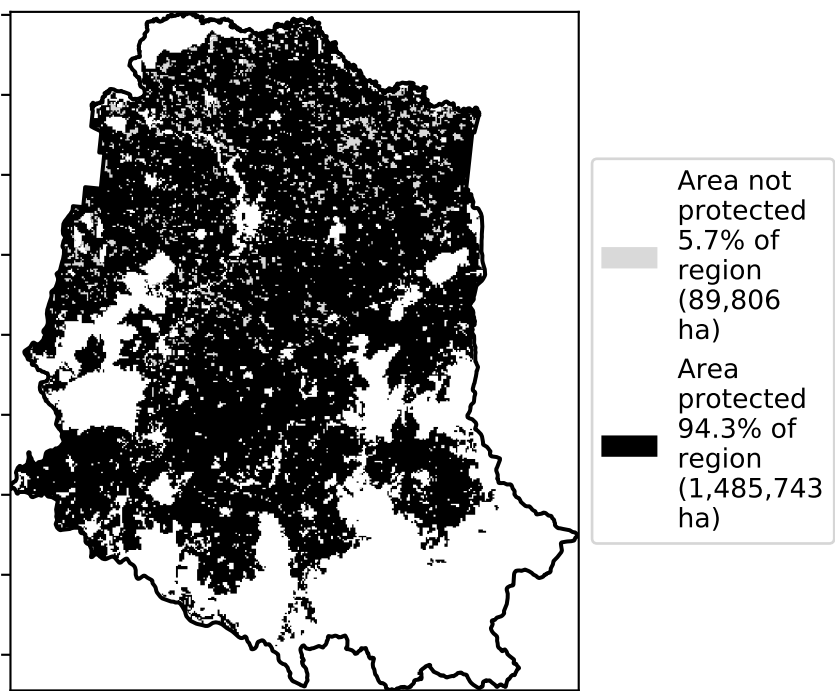 Area not
protected
5.7% of
region
(89,806
ha)
Area
protected
94.3% of
region
(1,485,743
ha)